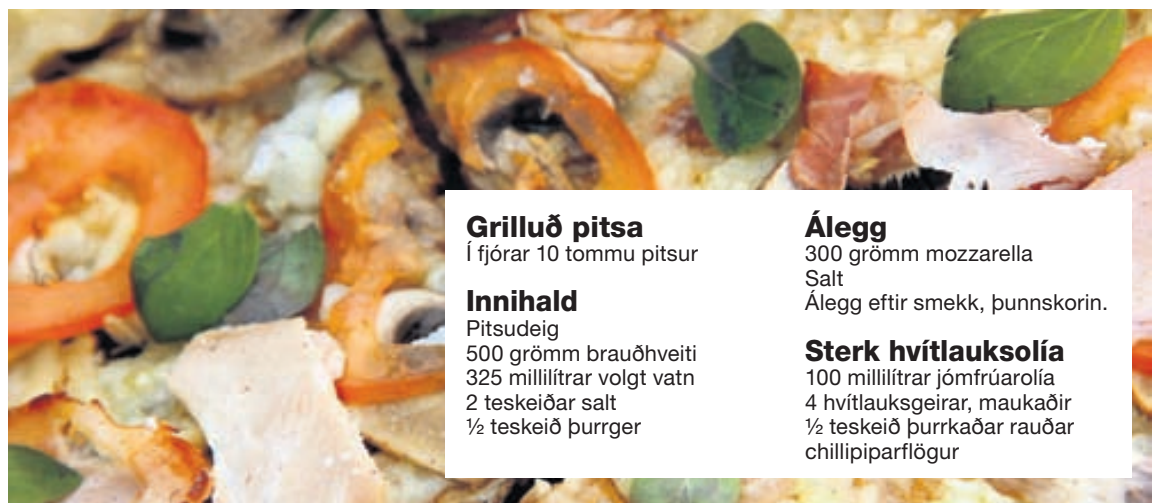 Grilluð pitsa
Í fjórar 10 tommu pitsur
Innihald
Pitsudeig
500 grömm brauðhveiti
325 millilítrar volgt vatn
2 teskeiðar salt
½ teskeið þurrger
Álegg
300 grömm mozzarella
Salt
Álegg eftir smekk, þunnskorin.
Sterk hvítlauksolía
100 millilítrar jómfrúarolía
4 hvítlauksgeirar, maukaðir
½ teskeið þurrkaðar rauðar
chillipiparflögur